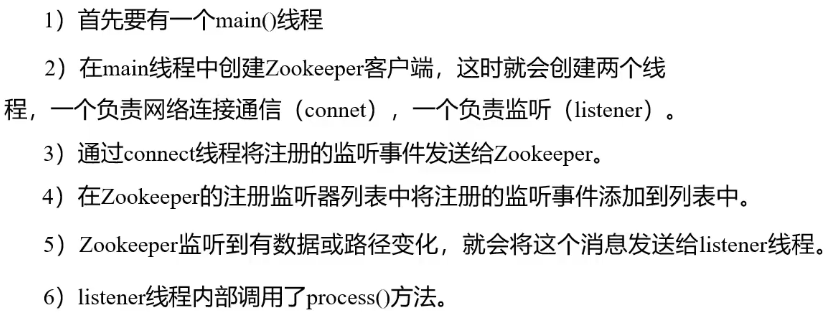 1）首先要有一个main()线程
2）在main线程中创建Zookeeper客户端，这时就会创建两个线
程，一个负责网络连接通信（connet），一个负责监听（listener）。
3）通过connect线程将注册的监听事件发送给Zookeeper。
4）在Zookeeper的注册监听器列表中将注册的监听事件添加到列表中。
5）Zookeeper监听到有数据或路径变化，就会将这个消息发送给listener线程。
6）listener线程内部调用了process()方法。